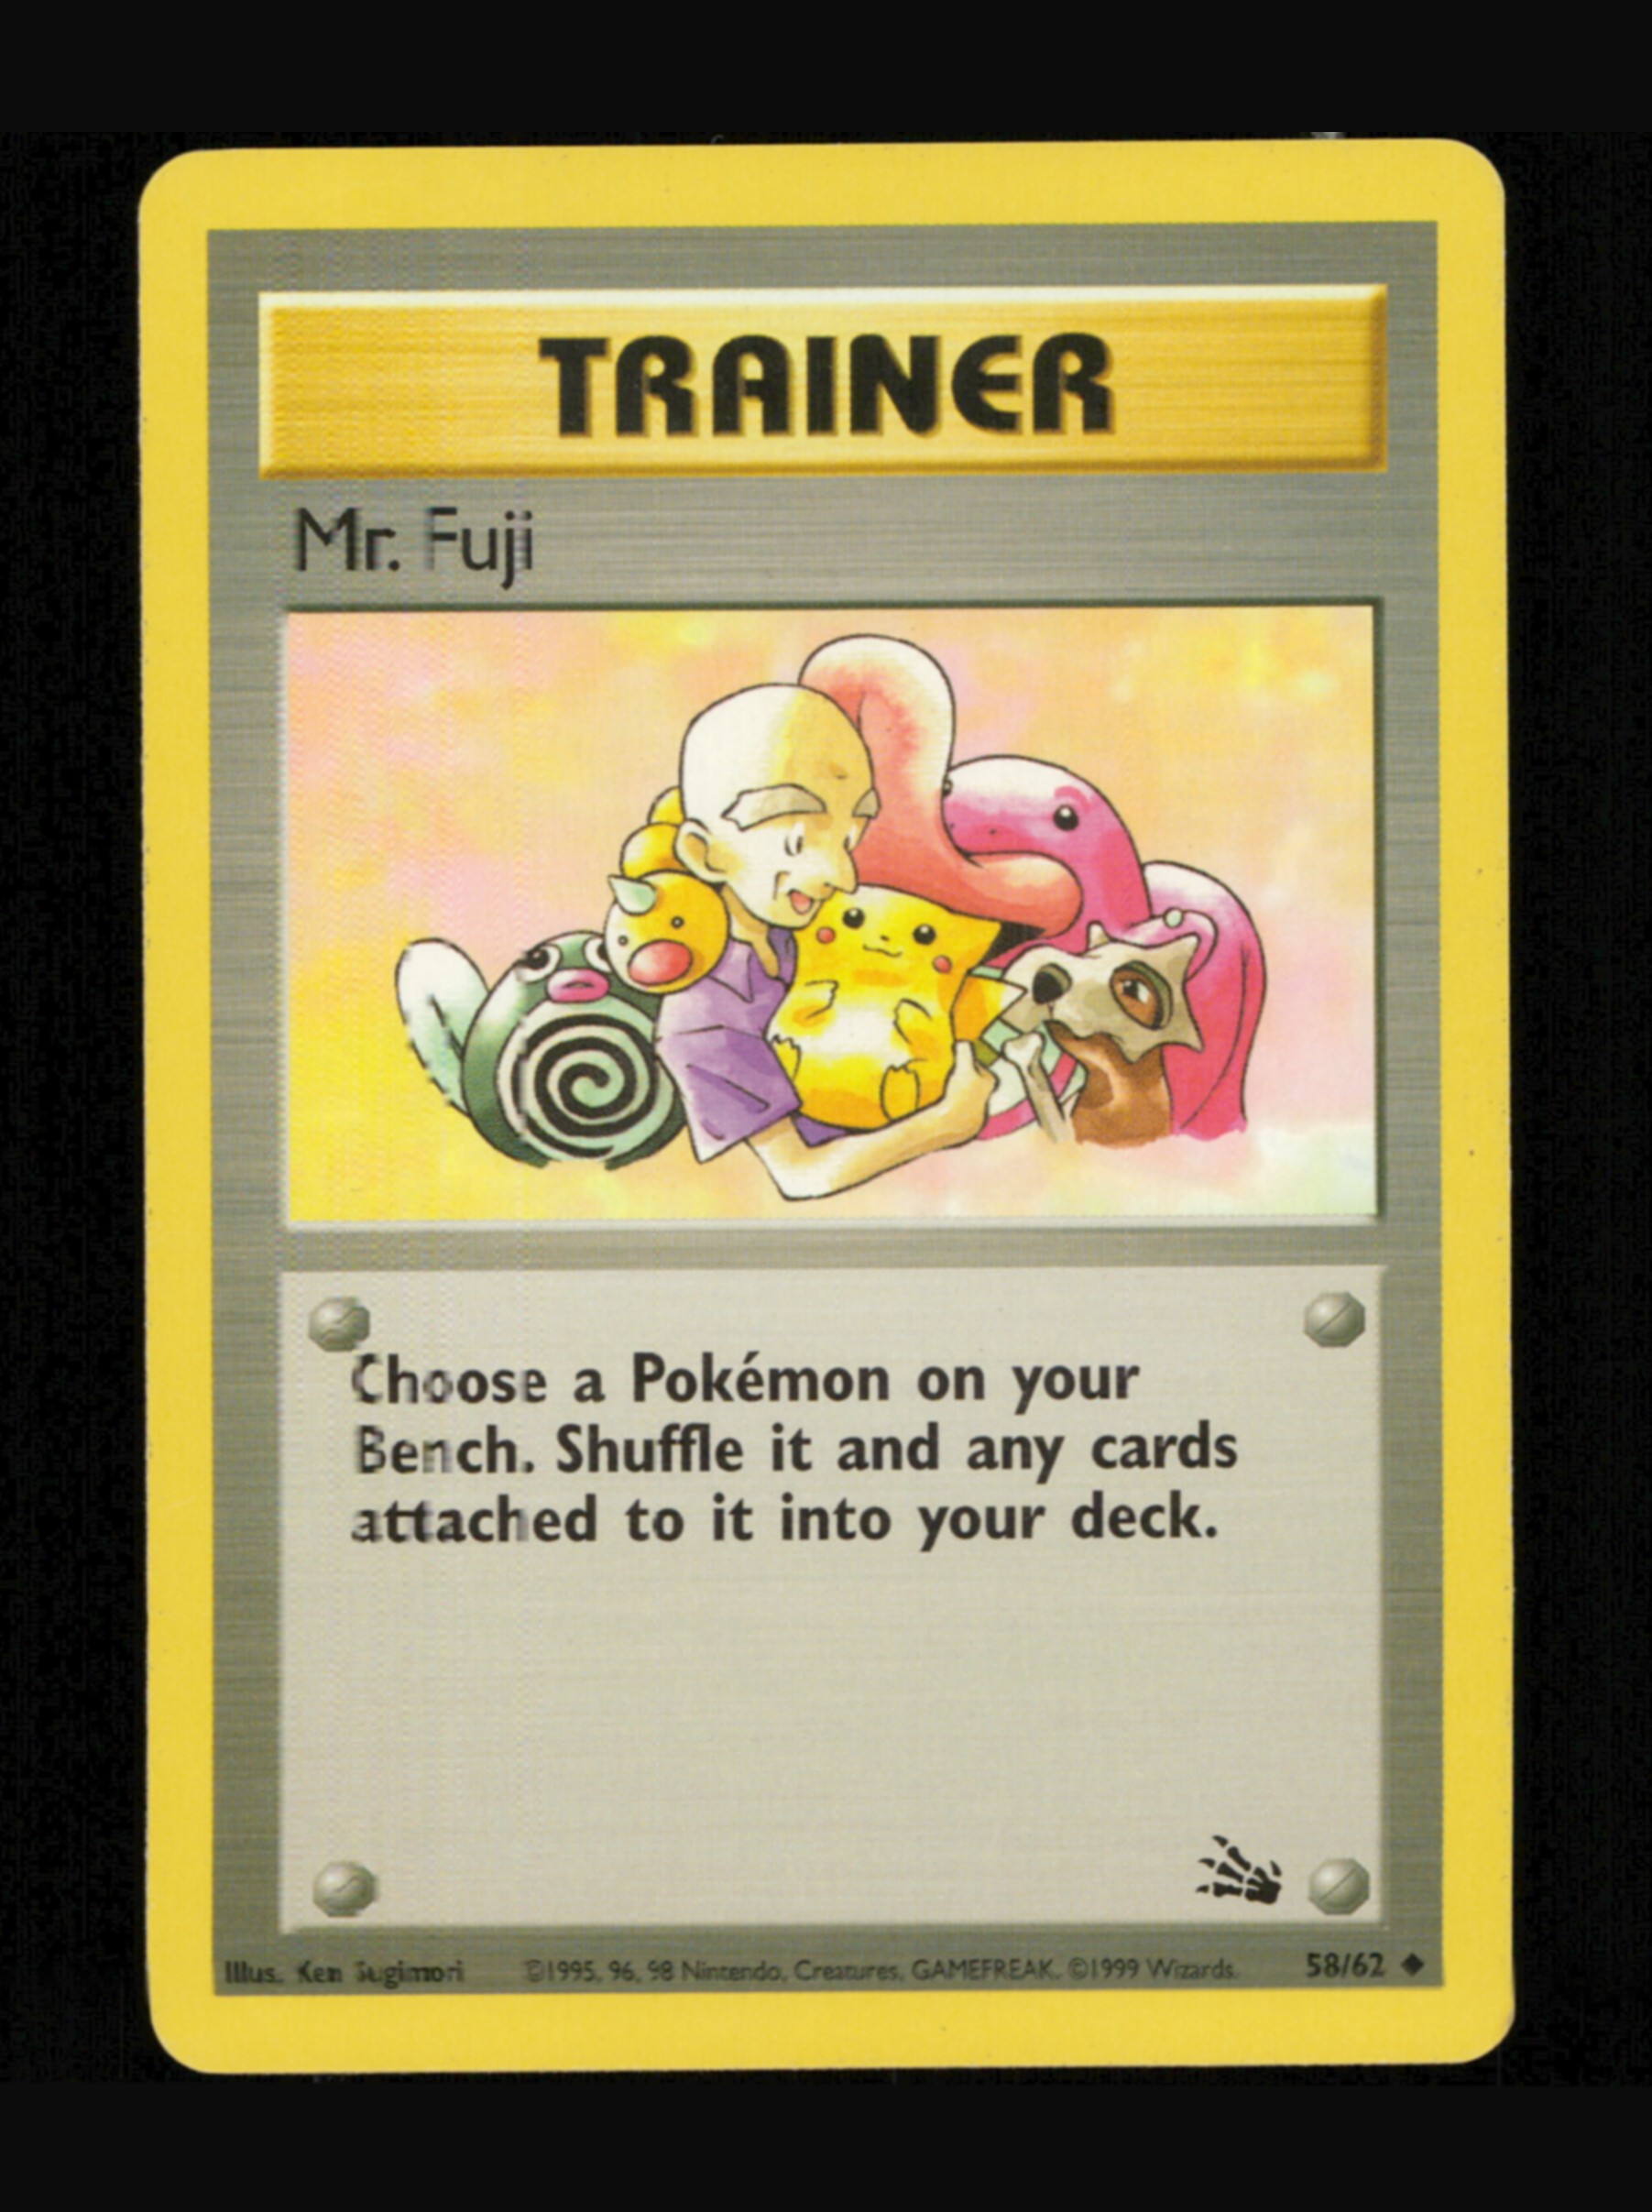 TRAINER
Mr. Fuji
Choose a Pokémon on your
Bench. Shuffle it and any cards
attached to it into your deck.
Illus. Ken Sugimori ©1995, 96, 98 Nintendo, Creatures, GAMEFREAK. ©1999 Wizards. 58/62